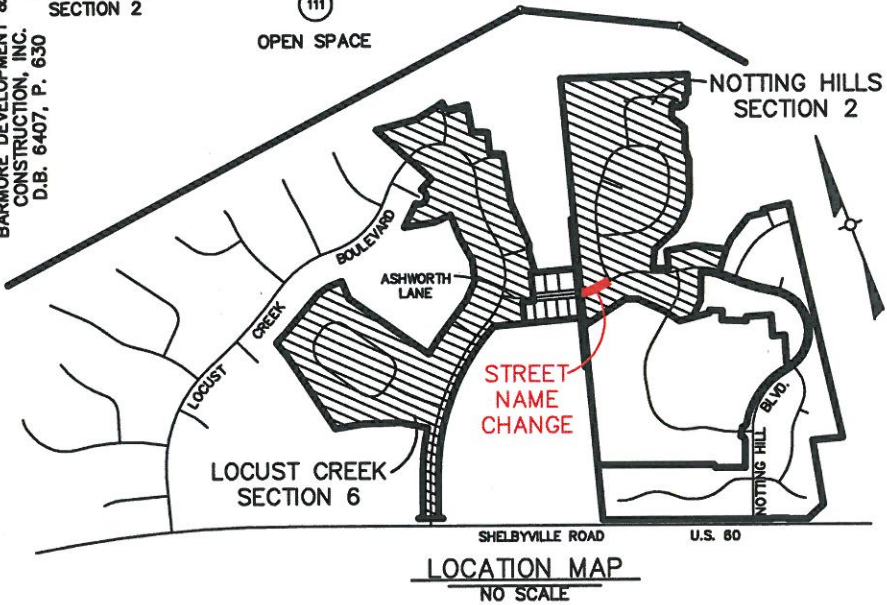 SECTION 2
111
OPEN SPACE
BARMORE DEVELOPMENT &
CONSTRUCTION, INC.
D.B. 6407, P. 630
NOTTING HILLS
SECTION 2
ASHWORTH
LANE
LOCUST CREEK BOULEVARD
STREET
NAME
CHANGE
LOCUST CREEK
SECTION 6
NOTTING HILL BLVD.
SHELBYVILLE ROAD
U.S. 60
LOCATION MAP
NO SCALE